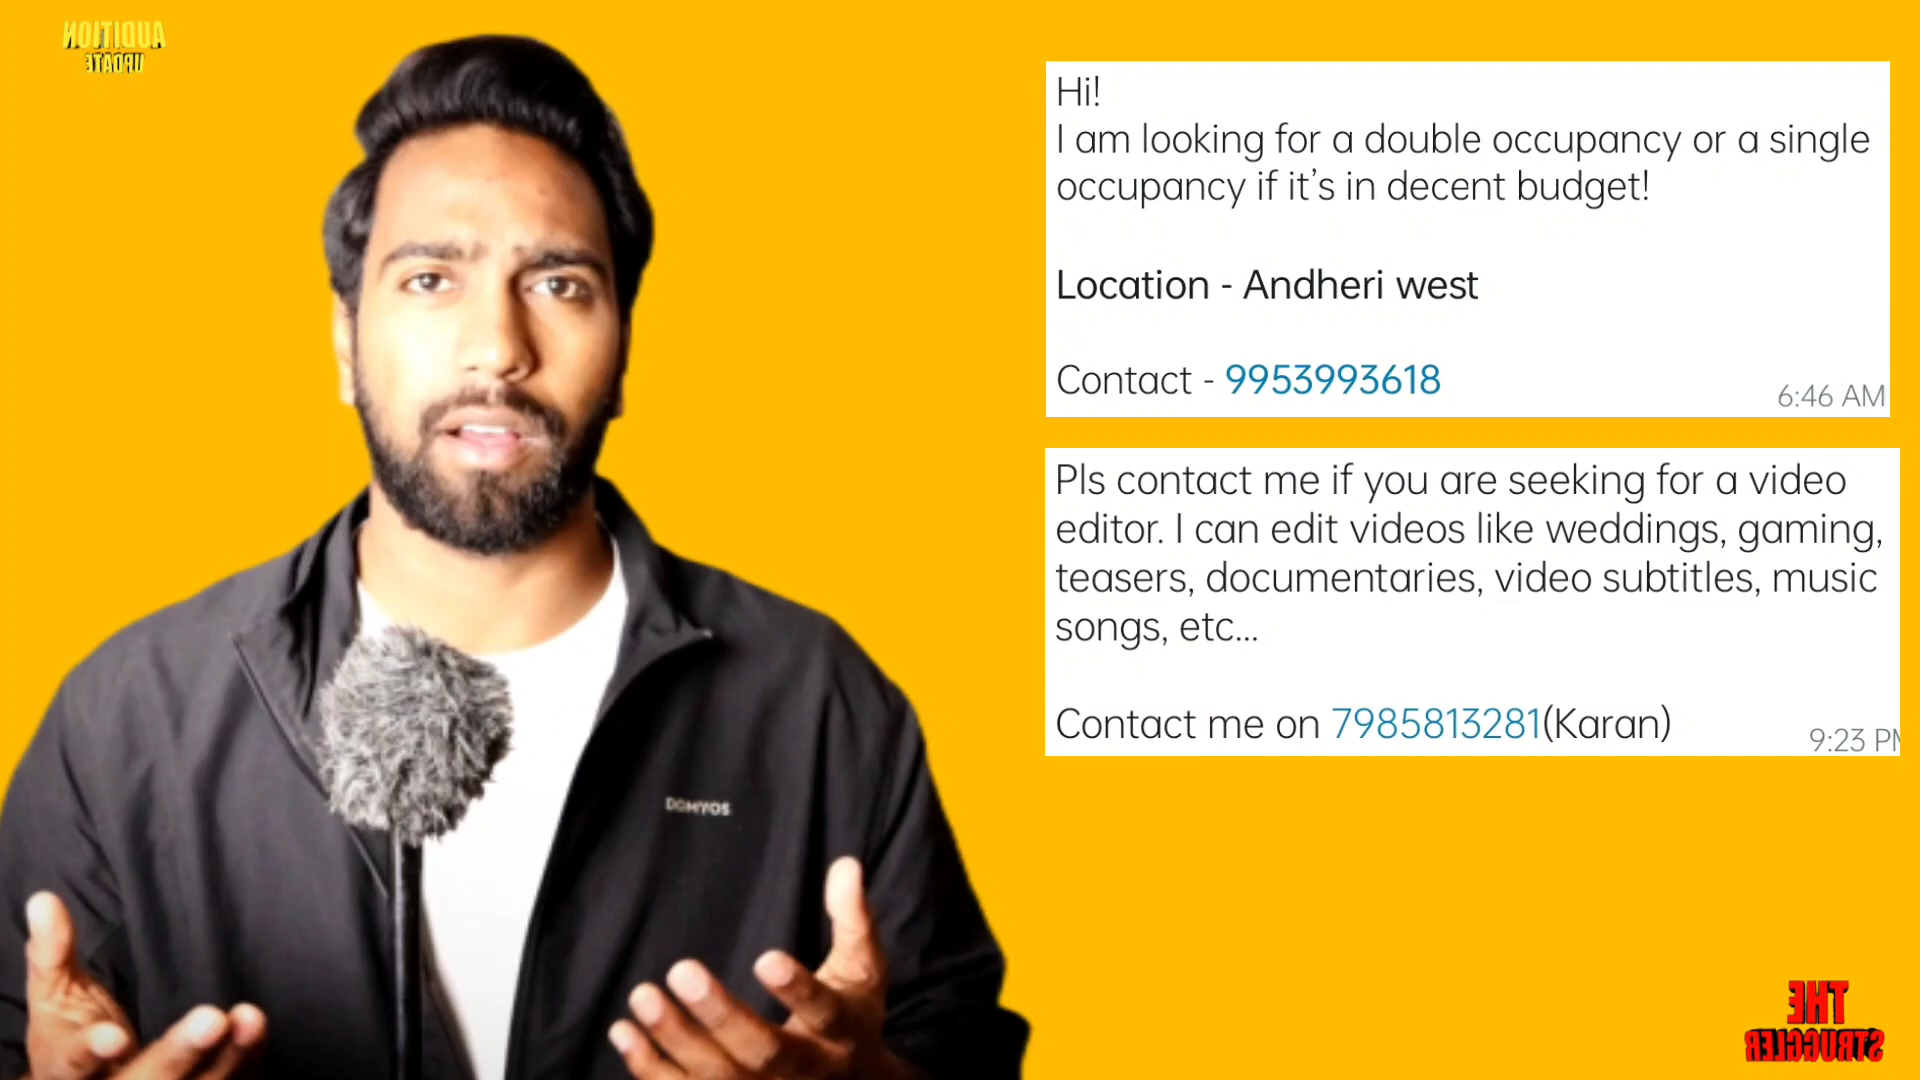 AUDITION
UPDATE
Hi!
I am looking for a double occupancy or a single
occupancy if it's in decent budget!
Location - Andheri west
Contact - 9953993618
6:46 AM
Pls contact me if you are seeking for a video
editor. I can edit videos like weddings, gaming,
teasers, documentaries, video subtitles, music
songs, etc...
Contact me on 7985813281(Karan)
9:23 PM
DOMYOS
THE
STRUGGLER